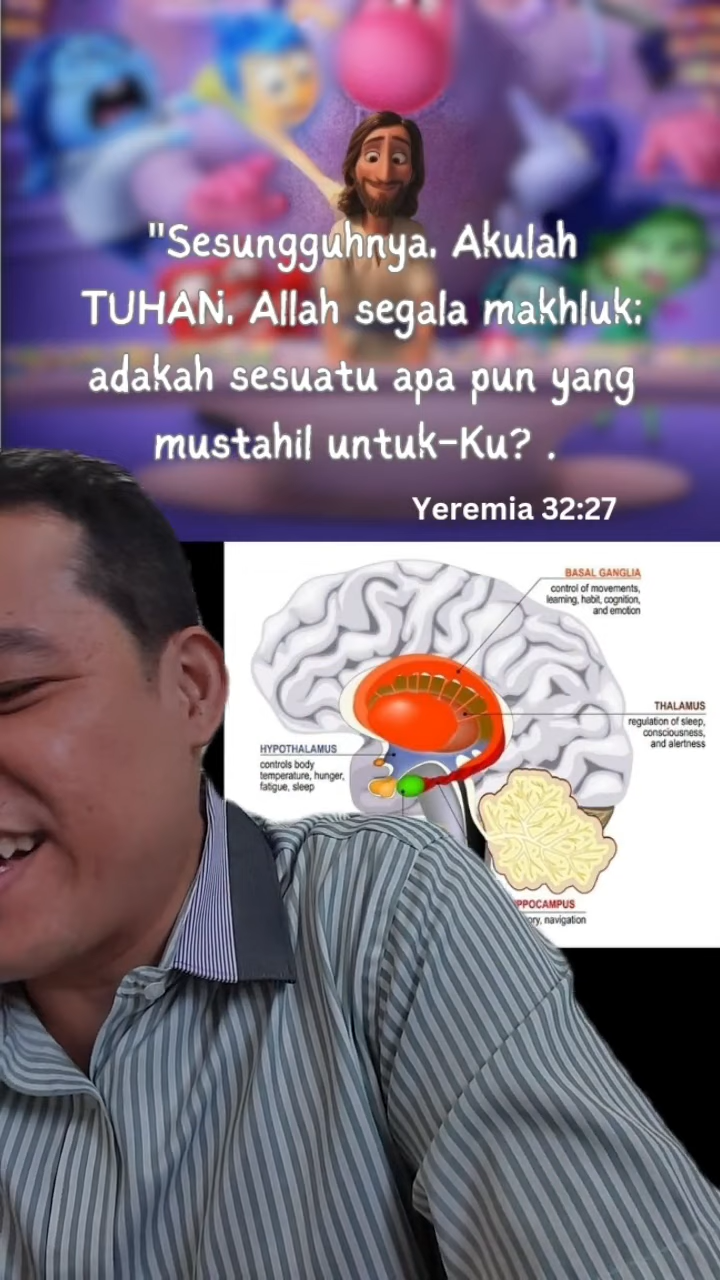 "Sesungguhnya. Akulah
TUHAN. Allah segala makhluk:
adakah sesuatu apa pun yang
mustahil untuk-Ku? .
Yeremia 32:27
BASAL GANGLIA
control of movements,
learning, habit, cognition,
and emotion
THALAMUS
regulation of sleep,
consciousness,
and alertness
HYPOTHALAMUS
controls body
temperature, hunger,
fatigue, sleep
PPOCAMPUS
ory, navigation